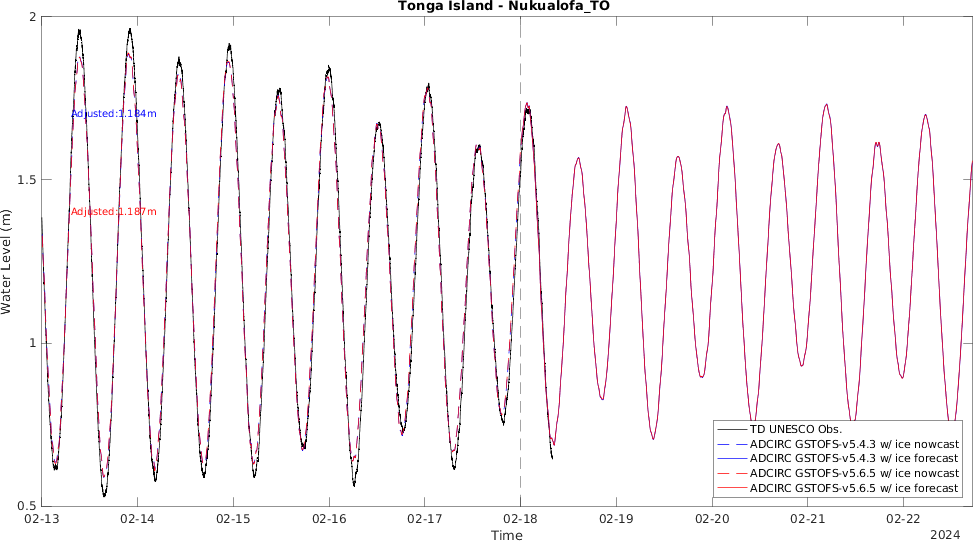 Tonga Island - Nukualofa_TO
2
1.5
1
0.5
Water Level (m)
Adjusted:1.184m
Adjusted:1.187m
TD UNESCO Obs.
ADCIRC GSTOFS-v5.4.3 w/ ice nowcast
ADCIRC GSTOFS-v5.4.3 w/ ice forecast
ADCIRC GSTOFS-v5.6.5 w/ ice nowcast
ADCIRC GSTOFS-v5.6.5 w/ ice forecast
02-13 02-14 02-15 02-16 02-17 02-18 02-19 02-20 02-21 02-22
Time
2024